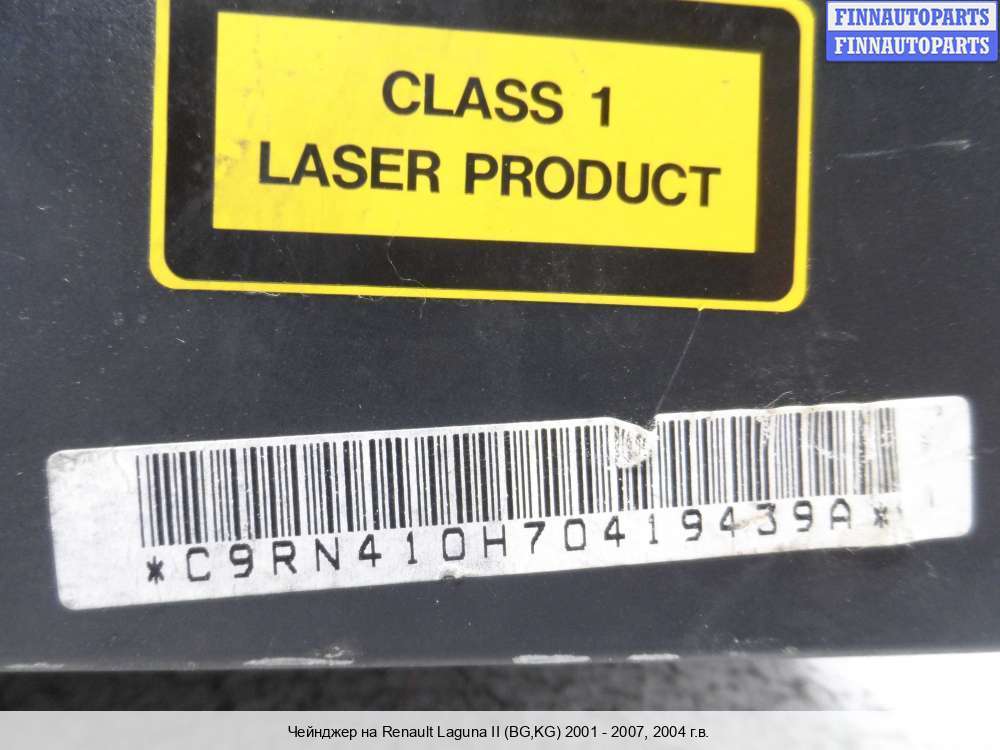 FINNAUTOPARTS
FINNAUTOPARTS
CLASS 1
LASER PRODUCT
*C9RN410H70419439A*
Чейнджер на Renault Laguna II (BG,KG) 2001 - 2007, 2004 г.в.